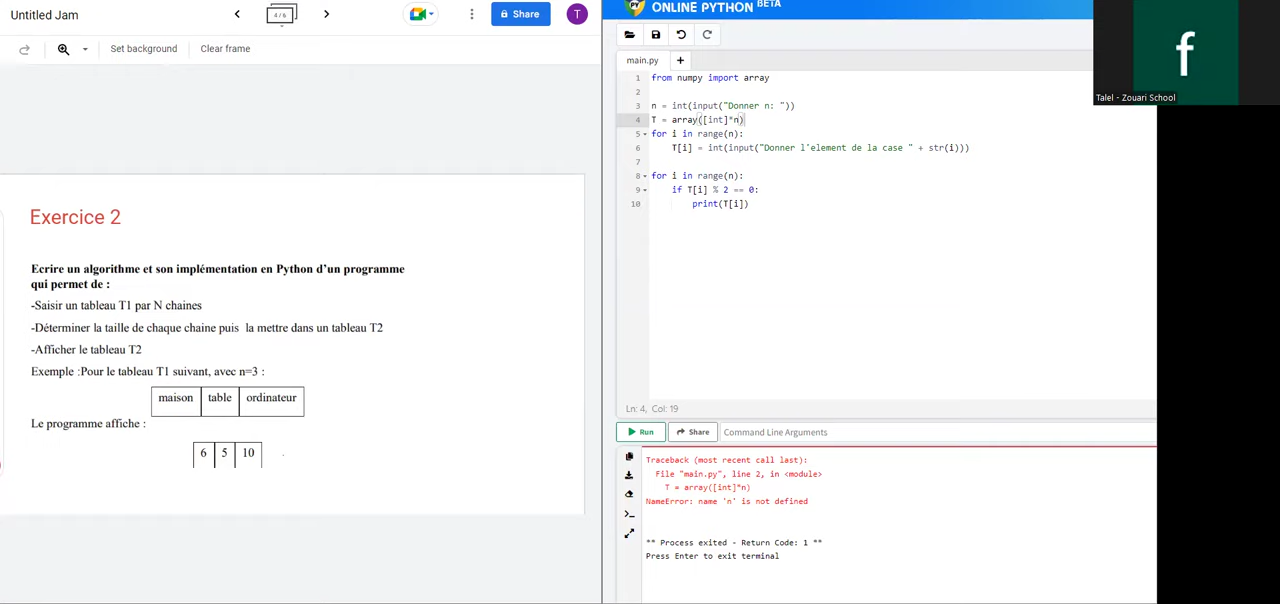 Untitled Jam
4 / 6
Share
T
Set background
Clear frame
Exercice 2
Ecrire un algorithme et son implémentation en Python d'un programme
qui permet de :
-Saisir un tableau T1 par N chaines
-Déterminer la taille de chaque chaine puis la mettre dans un tableau T2
-Afficher le tableau T2
Exemple :Pour le tableau T1 suivant, avec n=3 :
maison table ordinateur
Le programme affiche :
6 5 10
PY ONLINE PYTHON BETA
main.py +
1 from numpy import array
2
3 n = int(input("Donner n: "))
4 T = array([int]*n)
5 for i in range(n):
6 T[i] = int(input("Donner l'element de la case " + str(i)))
7
8 for i in range(n):
9 if T[i] % 2 == 0:
10 print(T[i])
Ln: 4, Col: 19
Run Share Command Line Arguments
Traceback (most recent call last):
File "main.py", line 2, in <module>
T = array([int]*n)
NameError: name 'n' is not defined
** Process exited - Return Code: 1 **
Press Enter to exit terminal
f
Talel - Zouari School